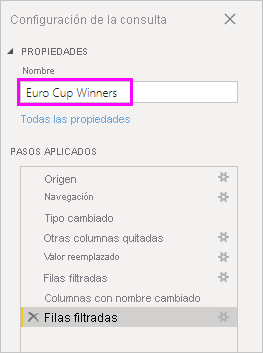 Configuración de la consulta
PROPIEDADES
Nombre
Euro Cup Winners
Todas las propiedades
PASOS APLICADOS
Origen
Navegación
Tipo cambiado
Otras columnas quitadas
Valor reemplazado
Filas filtradas
Columnas con nombre cambiado
Filas filtradas